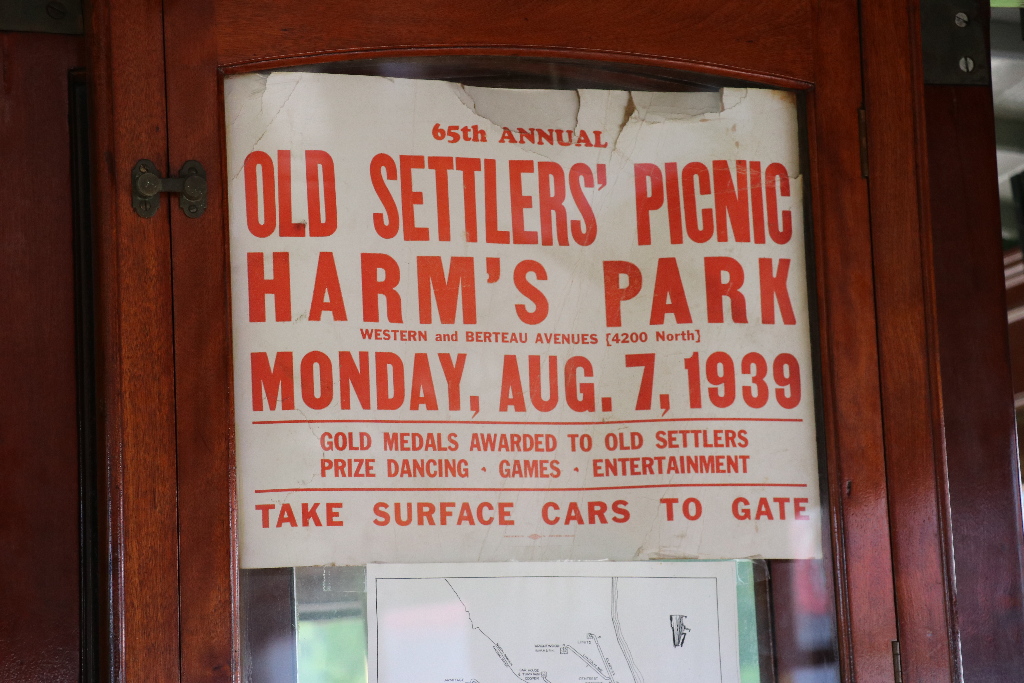 65th ANNUAL
OLD SETTLERS' PICNIC
HARM'S PARK
WESTERN and BERTEAU AVENUES [4200 North]
MONDAY, AUG. 7, 1939
GOLD MEDALS AWARDED TO OLD SETTLERS
PRIZE DANCING · GAMES · ENTERTAINMENT
TAKE SURFACE CARS TO GATE